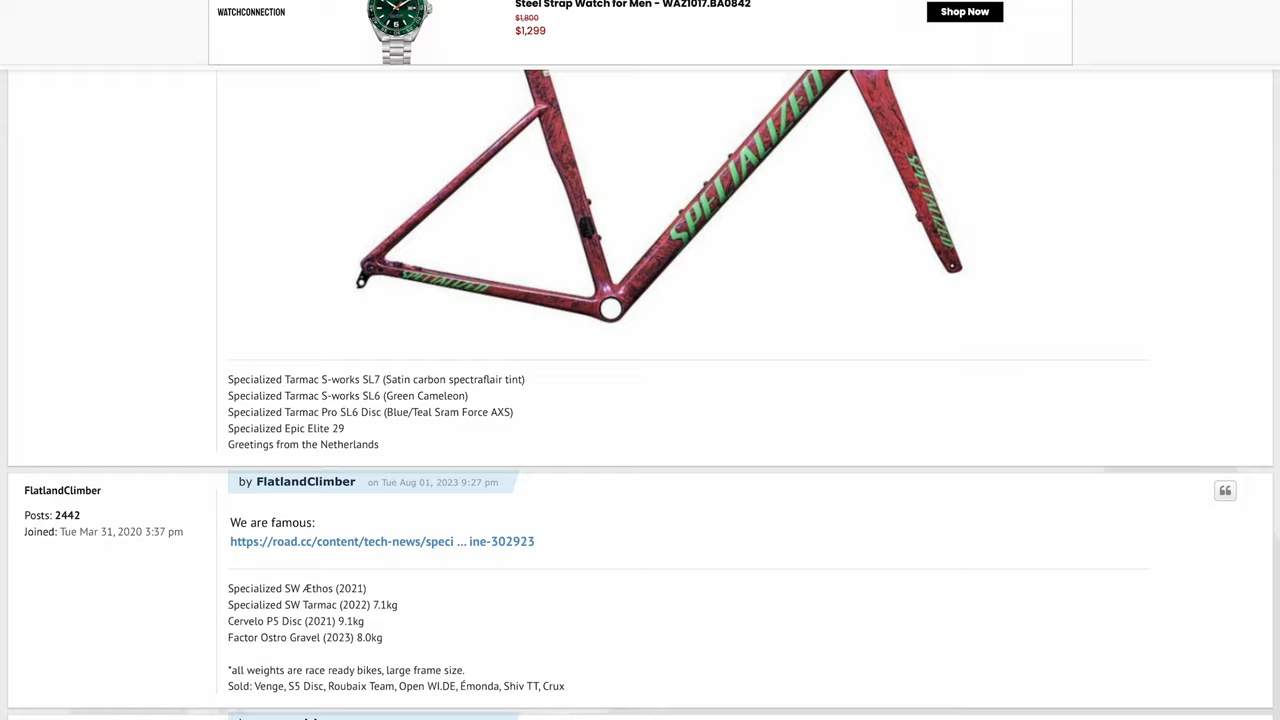 WATCHCONNECTION
Steel Strap Watch for Men - WAZ1017.BA0842
$1,800
$1,299
Shop Now
SPECIALIZED
SPECIALIZED
SPECIALIZED
Specialized Tarmac S-works SL7 (Satin carbon spectraflair tint)
Specialized Tarmac S-works SL6 (Green Cameleon)
Specialized Tarmac Pro SL6 Disc (Blue/Teal Sram Force AXS)
Specialized Epic Elite 29
Greetings from the Netherlands
FlatlandClimber
Posts: 2442
Joined: Tue Mar 31, 2020 3:37 pm
by FlatlandClimber on Tue Aug 01, 2023 9:27 pm
We are famous:
https://road.cc/content/tech-news/speci ... ine-302923
Specialized SW Æthos (2021)
Specialized SW Tarmac (2022) 7.1kg
Cervelo P5 Disc (2021) 9.1kg
Factor Ostro Gravel (2023) 8.0kg
*all weights are race ready bikes, large frame size.
Sold: Venge, S5 Disc, Roubaix Team, Open WI.DE, Émonda, Shiv TT, Crux